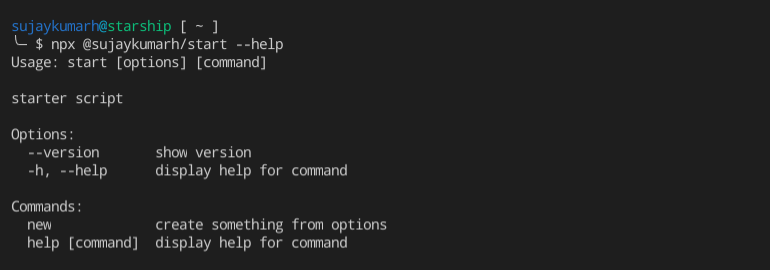 sujaykumarh@starship [ ~ ]
╰─ $ npx @sujaykumarh/start --help
Usage: start [options] [command]

starter script

Options:
  --version       show version
  -h, --help      display help for command

Commands:
  new             create something from options
  help [command]  display help for command